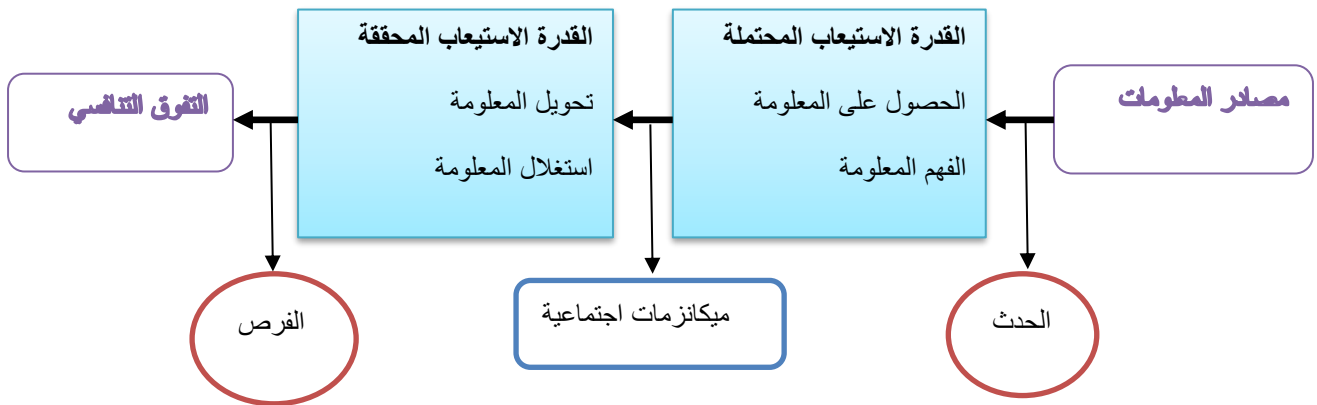 مصادر المعلومات
القدرة الاستيعاب المحتملة
الحصول على المعلومة
الفهم المعلومة
القدرة الاستيعاب المحققة
تحويل المعلومة
استغلال المعلومة
التفوق التنافسي
الحدث
ميكانزمات اجتماعية
الفرص